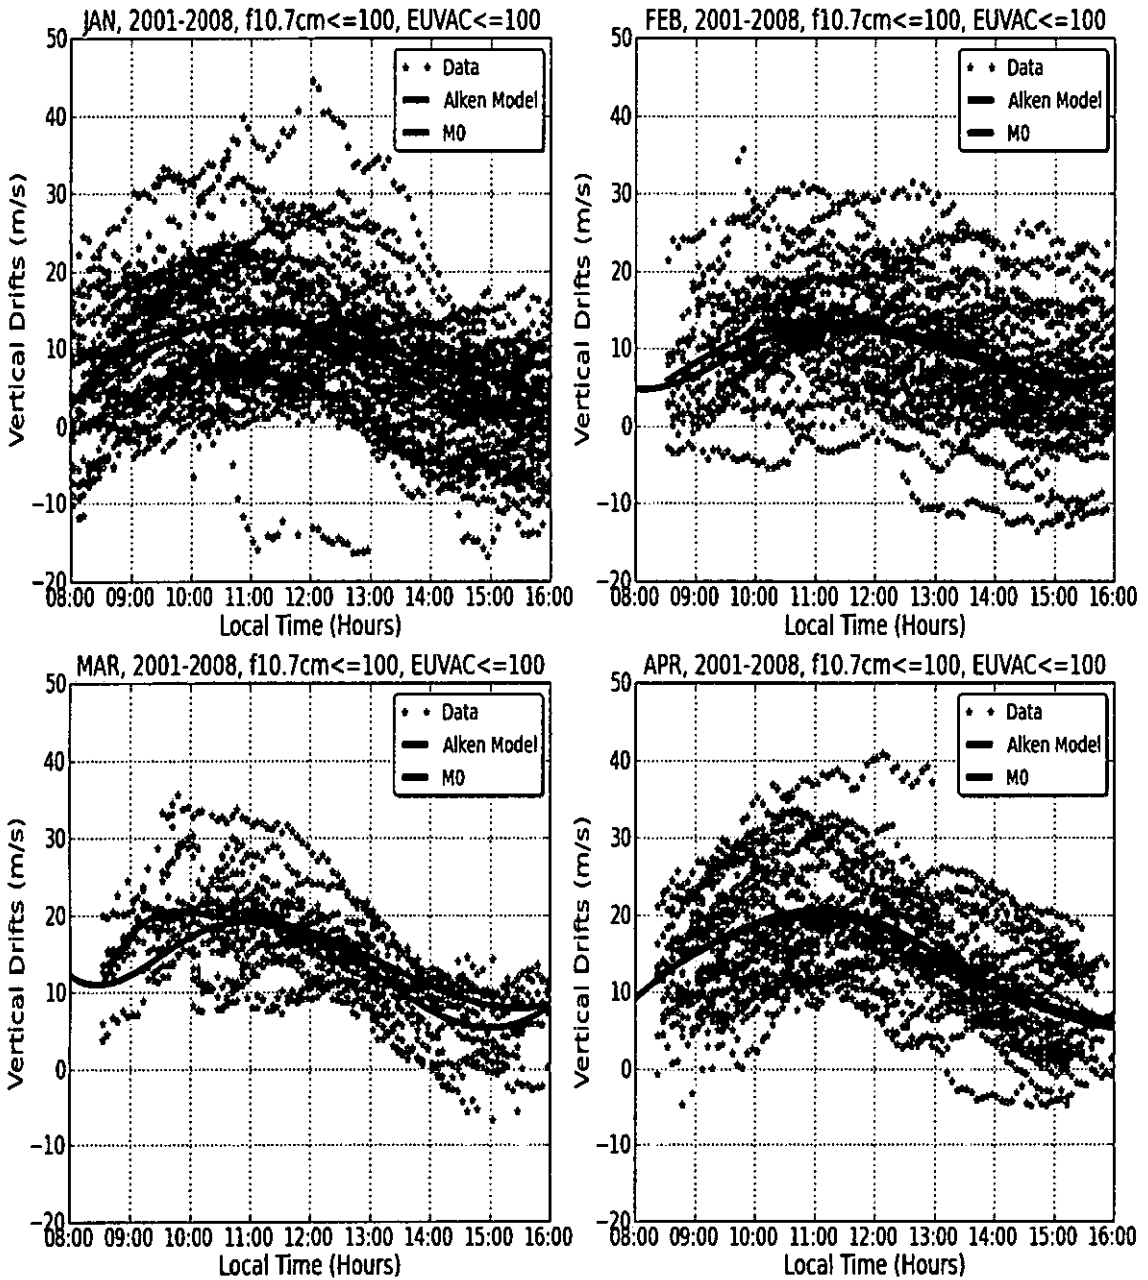 JAN, 2001-2008, f10.7cm<=100, EUVAC<=100
50
40
30
20
10
0
−10
−20
Vertical Drifts (m/s)
Data
Alken Model
M0
08:00 09:00 10:00 11:00 12:00 13:00 14:00 15:00 16:00
Local Time (Hours)
FEB, 2001-2008, f10.7cm<=100, EUVAC<=100
50
40
30
20
10
0
−10
−20
Vertical Drifts (m/s)
Data
Alken Model
M0
08:00 09:00 10:00 11:00 12:00 13:00 14:00 15:00 16:00
Local Time (Hours)
MAR, 2001-2008, f10.7cm<=100, EUVAC<=100
50
40
30
20
10
0
−10
−20
Vertical Drifts (m/s)
Data
Alken Model
M0
08:00 09:00 10:00 11:00 12:00 13:00 14:00 15:00 16:00
Local Time (Hours)
APR, 2001-2008, f10.7cm<=100, EUVAC<=100
50
40
30
20
10
0
−10
−20
Vertical Drifts (m/s)
Data
Alken Model
M0
08:00 09:00 10:00 11:00 12:00 13:00 14:00 15:00 16:00
Local Time (Hours)